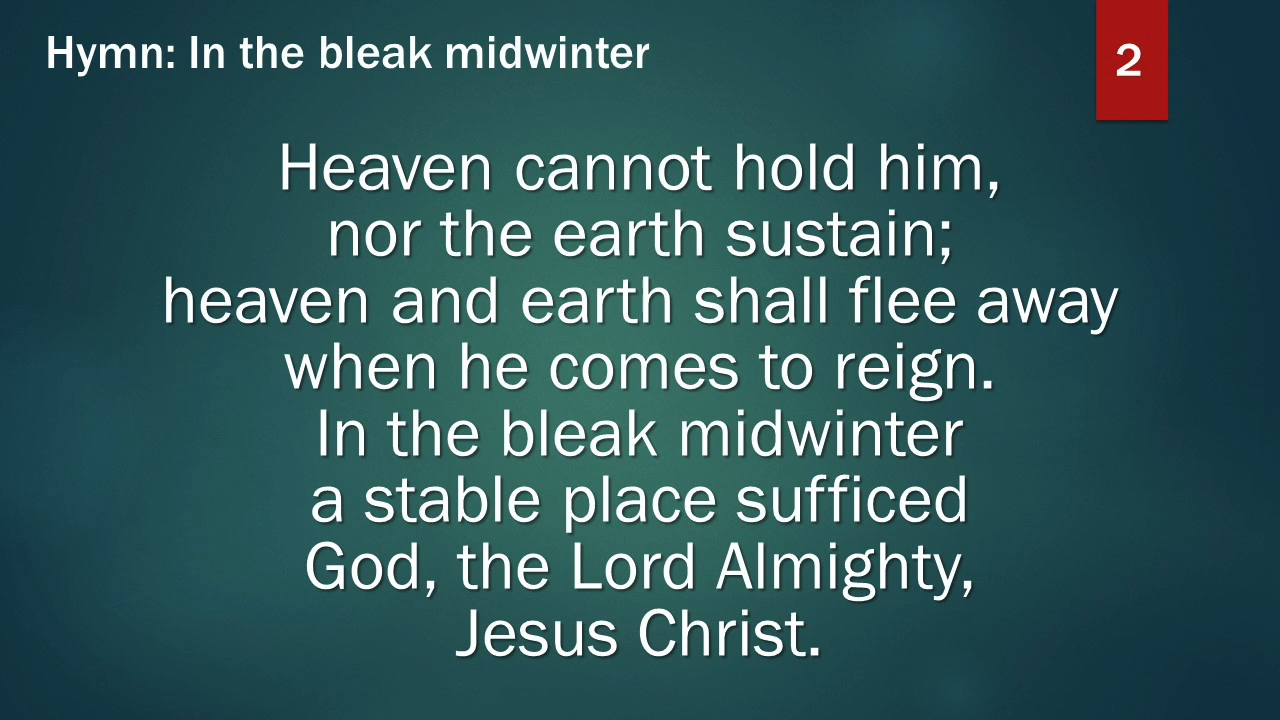 Hymn: In the bleak midwinter
2
Heaven cannot hold him,
nor the earth sustain;
heaven and earth shall flee away
when he comes to reign.
In the bleak midwinter
a stable place sufficed
God, the Lord Almighty,
Jesus Christ.